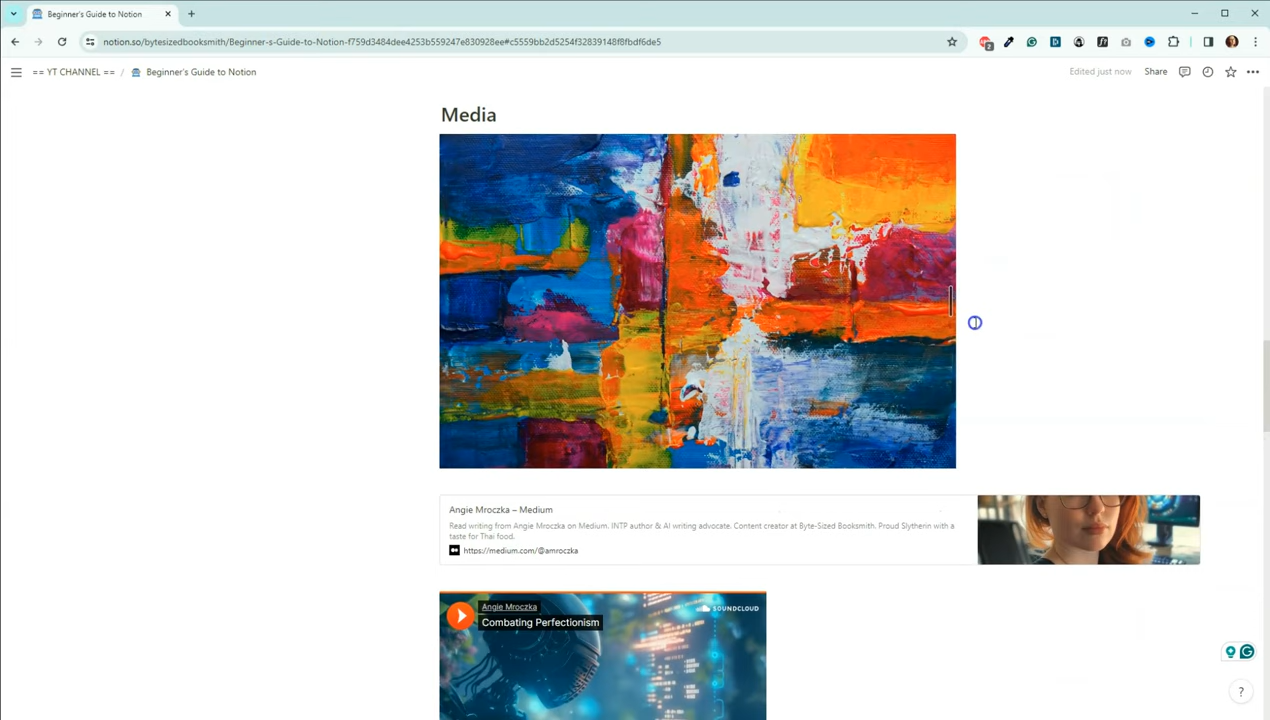 Beginner's Guide to Notion
notion.so/bytesizedbooksmith/Beginner-s-Guide-to-Notion-f759d3484dee4253b559247e830928ee#c5559bb2d5254f32839148f8fbdf6de5
2
== YT CHANNEL == / Beginner's Guide to Notion
Edited just now Share
Media
Angie Mroczka – Medium
Read writing from Angie Mroczka on Medium. INTP author & AI writing advocate. Content creator at Byte-Sized Booksmith. Proud Slytherin with a
taste for Thai food.
https://medium.com/@amroczka
Angie Mroczka
SOUNDCLOUD
Combating Perfectionism
?